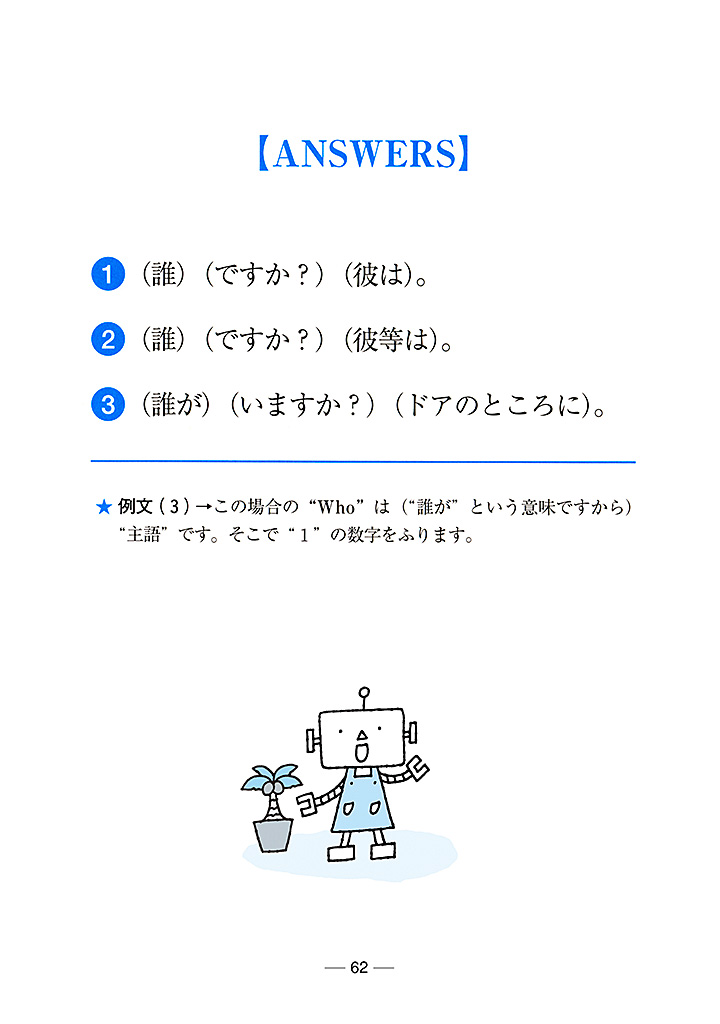 【ANSWERS】
1 (誰) (ですか?) (彼は)。
2 (誰) (ですか?) (彼等は)。
3 (誰が) (いますか?) (ドアのところに)。
★ 例文(3)→この場合の“Who”は(“誰が”という意味ですから)
“主語”です。そこで“1”の数字をふります。
— 62 —